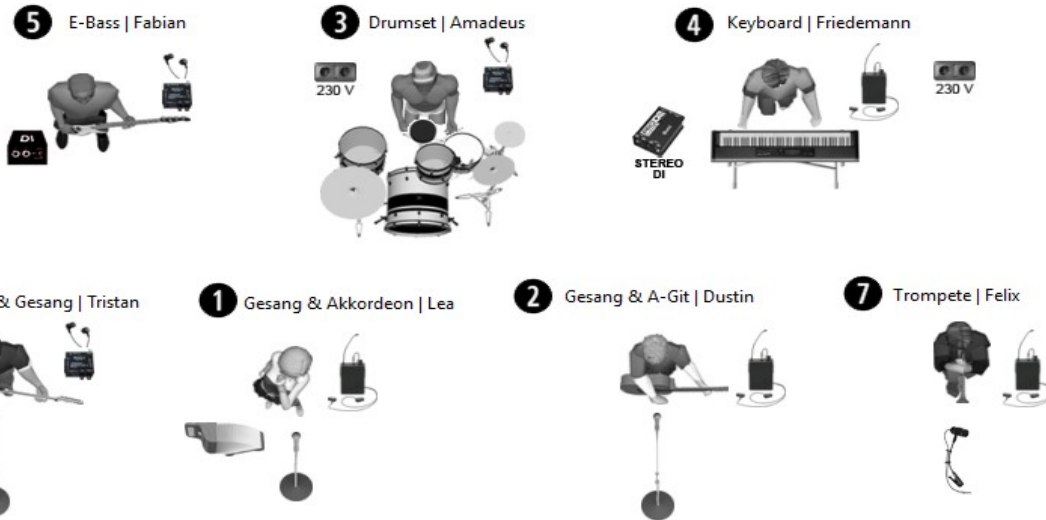 5 E-Bass | Fabian
3 Drumset | Amadeus
4 Keyboard | Friedemann
230 V
230 V
DI
STEREO
DI
& Gesang | Tristan
1 Gesang & Akkordeon | Lea
2 Gesang & A-Git | Dustin
7 Trompete | Felix